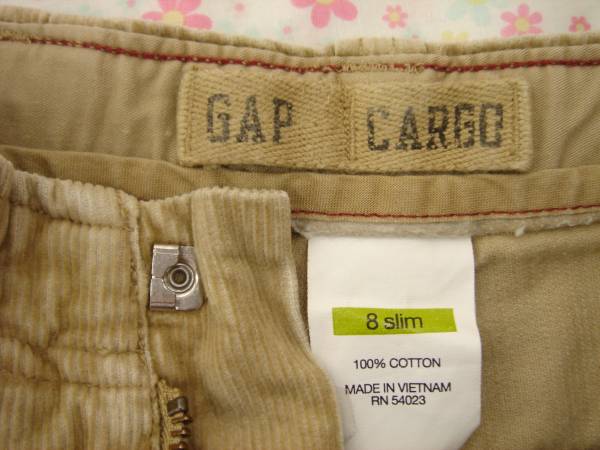 GAP CARGO
8 slim
100% COTTON
MADE IN VIETNAM
RN 54023